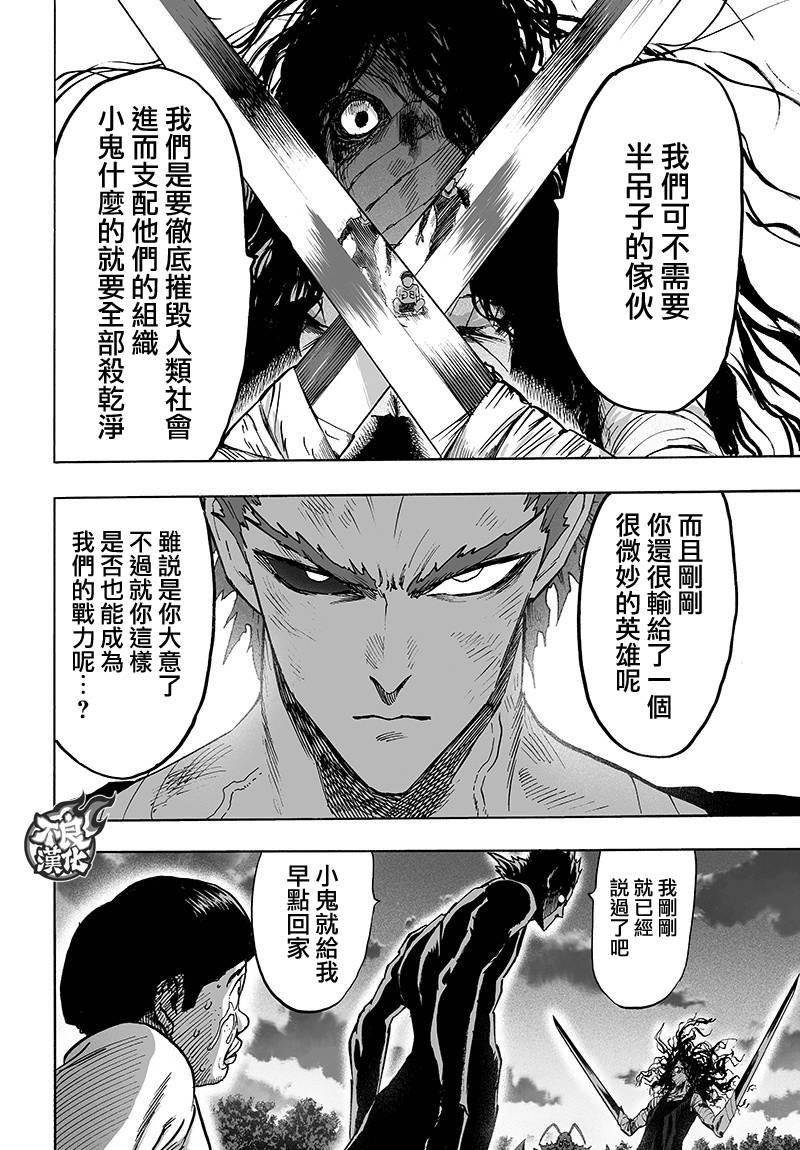 我們可不需要
半吊子的傢伙
我們是要徹底摧毀人類社會
進而支配他們的組織
小鬼什麼的就要全部殺乾淨
而且剛剛
你還很輸給了一個
很微妙的英雄呢
雖説是你大意了
不過就你這樣
是否也能成為
我們的戰力呢…?
我剛剛
就已經
説過了吧
小鬼就給我
早點回家
狼
漢化